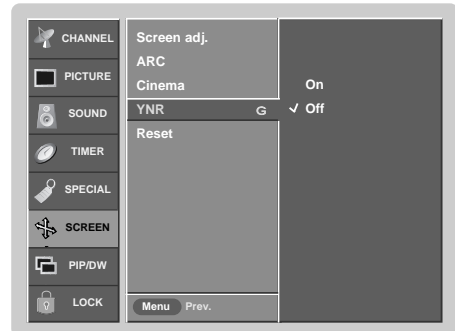 CHANNEL
PICTURE
SOUND
TIMER
SPECIAL
SCREEN
PIP/DW
LOCK
Screen adj.
ARC
Cinema
YNR G
Reset
Menu Prev.
On
✓ Off